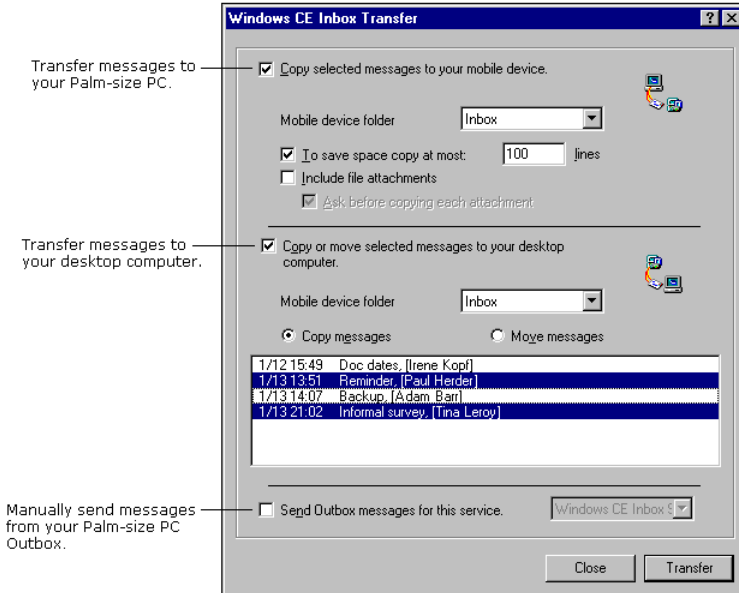 Windows CE Inbox Transfer
Transfer messages to
your Palm-size PC.
Copy selected messages to your mobile device.
Mobile device folder Inbox
To save space copy at most: 100 lines
Include file attachments
Ask before copying each attachment
Transfer messages to
your desktop computer.
Copy or move selected messages to your desktop
computer.
Mobile device folder Inbox
Copy messages Move messages
1/12 15:49 Doc dates, [Irene Kopf]
1/13 13:51 Reminder, [Paul Herder]
1/13 14:07 Backup, [Adam Barr]
1/13 21:02 Informal survey, [Tina Leroy]
Manually send messages
from your Palm-size PC
Outbox.
Send Outbox messages for this service. Windows CE Inbox S
Close Transfer